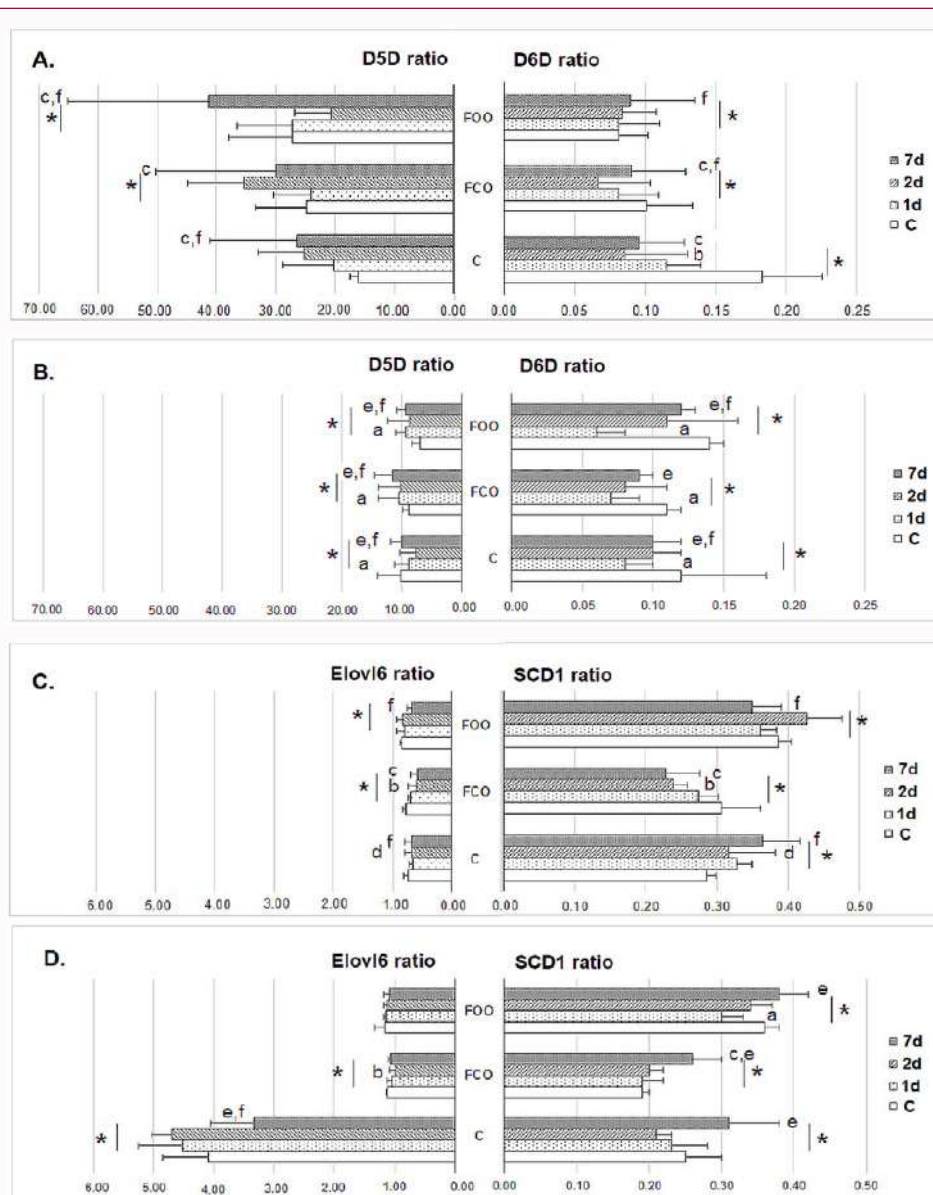 A.
D5D ratio D6D ratio
c,f f
* FOO *
c c,f
* FCO *
c,f C c
b *
7d
2d
1d
C
70.00 60.00 50.00 40.00 30.00 20.00 10.00 0.00 0.00 0.05 0.10 0.15 0.20 0.25
B.
D5D ratio D6D ratio
e,f e,f
* FOO *
a a
e,f e
* FCO *
a a
e,f e,f
* C *
a a
7d
2d
1d
C
70.00 60.00 50.00 40.00 30.00 20.00 10.00 0.00 0.00 0.05 0.10 0.15 0.20 0.25
C.
Elovl6 ratio SCD1 ratio
f f
* FOO *
c c
* b FCO b *
f f
d C d *
7d
2d
1d
C
6.00 5.00 4.00 3.00 2.00 1.00 0.00 0.00 0.10 0.20 0.30 0.40 0.50
D.
Elovl6 ratio SCD1 ratio
e
FOO a *
c,e
* b FCO *
e,f e
* C *
7d
2d
1d
C
6.00 5.00 4.00 3.00 2.00 1.00 0.00 0.00 0.10 0.20 0.30 0.40 0.50